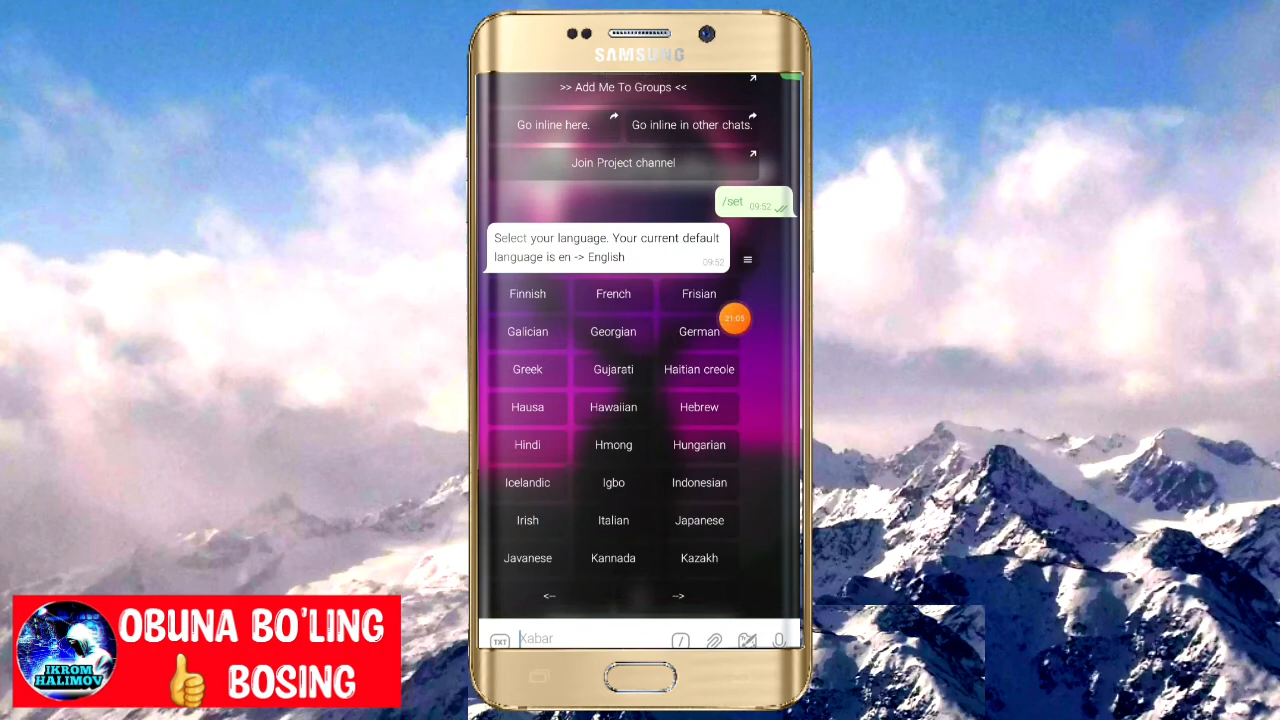 SAMSUNG
>> Add Me To Groups <<
Go inline here. Go inline in other chats.
Join Project channel
/set 09:52
Select your language. Your current default
language is en -> English
09:52
Finnish French Frisian
21:05
Galician Georgian German
Greek Gujarati Haitian creole
Hausa Hawaiian Hebrew
Hindi Hmong Hungarian
Icelandic Igbo Indonesian
Irish Italian Japanese
Javanese Kannada Kazakh
<-- -->
TXT Xabar /
IKROM
HALIMOV
OBUNA BO'LING
👍 BOSING